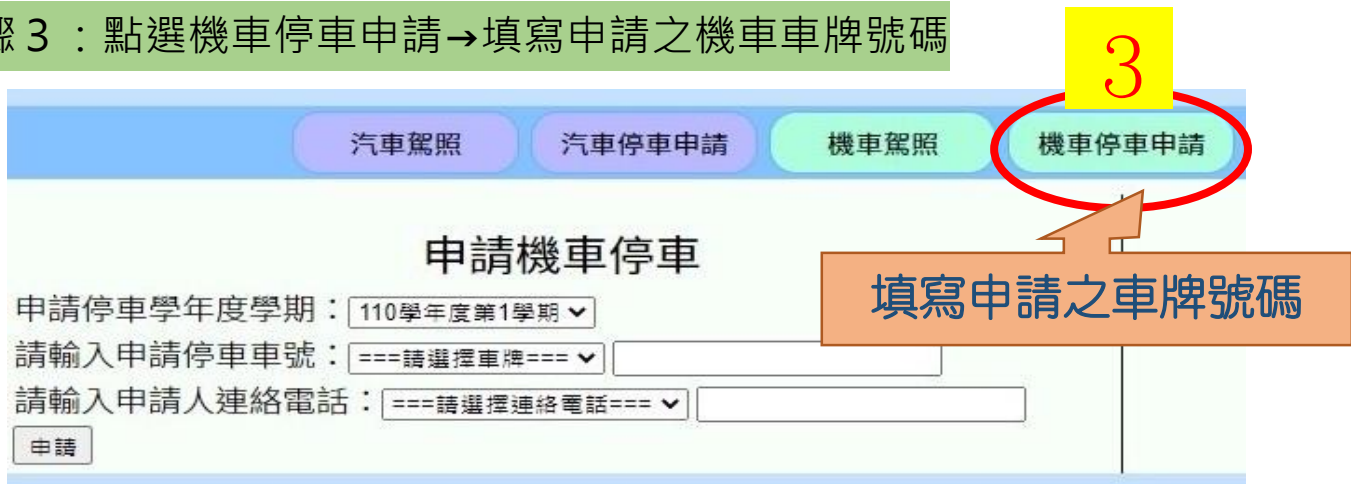 驟3：點選機車停車申請→填寫申請之機車車牌號碼
3
汽車駕照 汽車停車申請 機車駕照 機車停車申請
申請機車停車
填寫申請之車牌號碼
申請停車學年度學期：110學年度第1學期
請輸入申請停車車號：===請選擇車牌===
請輸入申請人連絡電話：===請選擇連絡電話===
申請